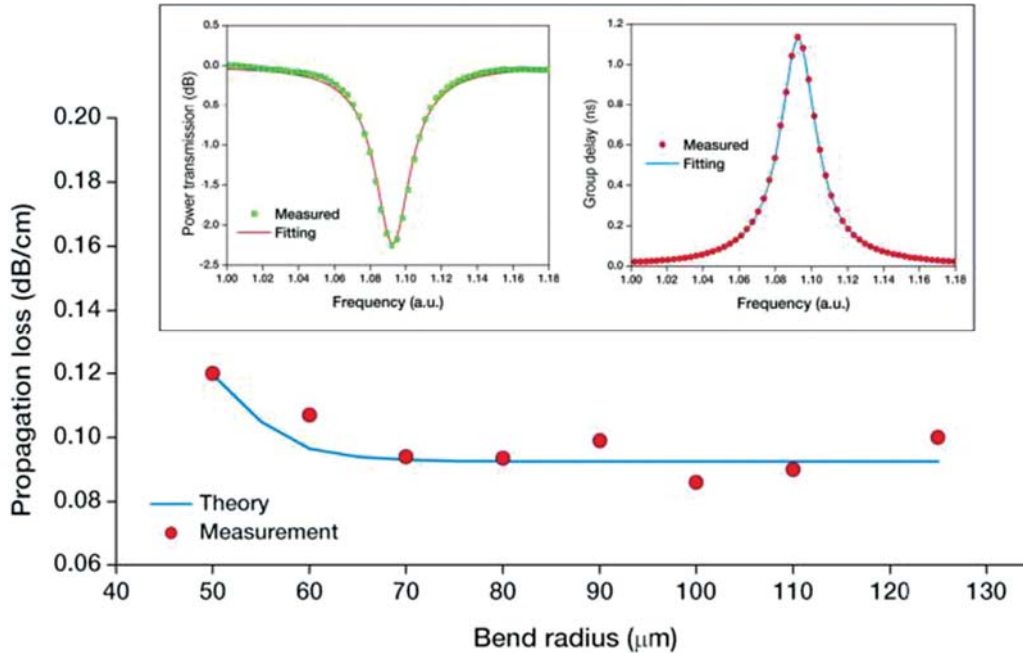 0.5
0.0
0.5
-1.0
-1.5
-2.0
-2.5
Power transmission (dB)
Measured
Fitting
1.00 1.02 1.04 1.06 1.08 1.10 1.12 1.14 1.16 1.18
Frequency (a.u.)
1.2
1.0
0.8
0.6
0.4
0.2
0.0
Group delay (ns)
Measured
Fitting
1.00 1.02 1.04 1.06 1.08 1.10 1.12 1.14 1.16 1.18
Frequency (a.u.)
0.20
0.18
0.16
0.14
0.12
0.10
0.08
0.06
Propagation loss (dB/cm)
Theory
Measurement
40 50 60 70 80 90 100 110 120 130
Bend radius (μm)